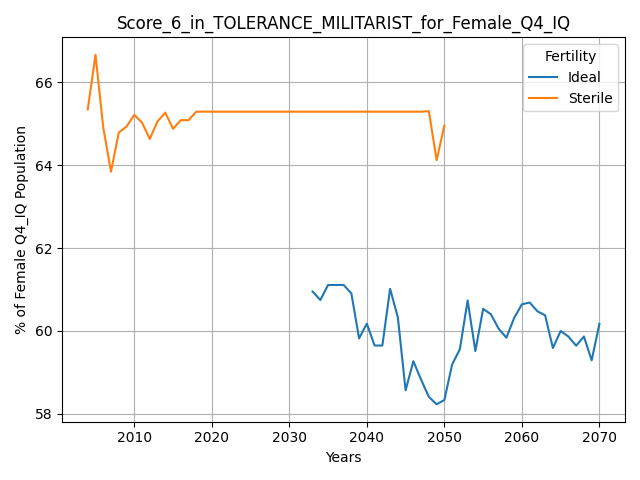 Score_6_in_TOLERANCE_MILITARIST_for_Female_Q4_IQ
Fertility
Ideal
Sterile
% of Female Q4_IQ Population
66
64
62
60
58
2010 2020 2030 2040 2050 2060 2070
Years